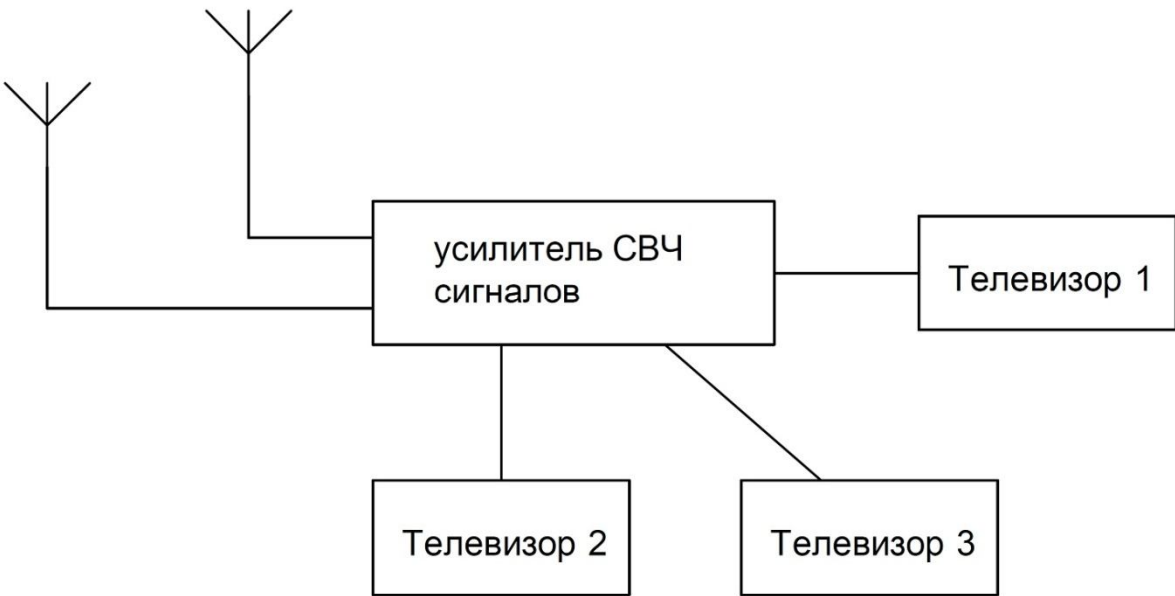 усилитель СВЧ
сигналов
Телевизор 1
Телевизор 2
Телевизор 3